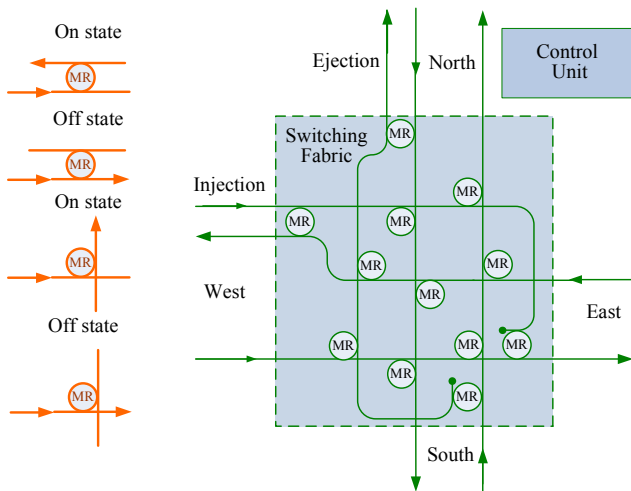 On state
MR
Off state
MR
On state
MR
Off state
MR
Ejection
North
Control
Unit
Switching
Fabric
MR
Injection
MR
MR
MR
MR
MR
MR
West
MR
East
MR
MR
MR
MR
MR
South